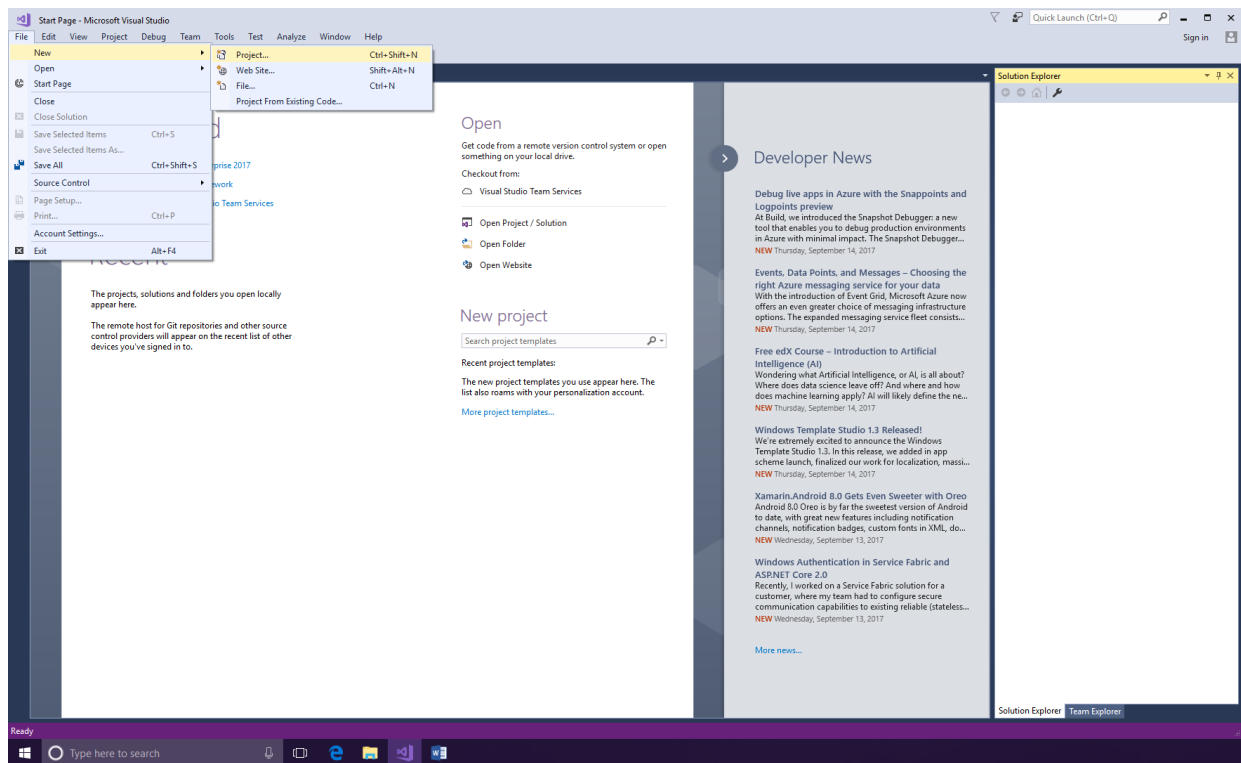 Start Page - Microsoft Visual Studio
Quick Launch (Ctrl+Q)
File Edit View Project Debug Team Tools Test Analyze Window Help
Sign in
New
Project... Ctrl+Shift+N
Open
Web Site... Shift+Alt+N
Start Page
File... Ctrl+N
Close
Project From Existing Code...
Close Solution
Save Selected Items Ctrl+S
Save Selected Items As...
Save All Ctrl+Shift+S
Source Control
Page Setup...
Print... Ctrl+P
Account Settings...
Exit Alt+F4
prise 2017
ework
io Team Services
Recent
The projects, solutions and folders you open locally
appear here.
The remote host for Git repositories and other source
control providers will appear on the recent list of other
devices you've signed in to.
Open
Get code from a remote version control system or open
something on your local drive.
Checkout from:
Visual Studio Team Services
Open Project / Solution
Open Folder
Open Website
New project
Search project templates
Recent project templates:
The new project templates you use appear here. The
list also roams with your personalization account.
More project templates...
Developer News
Debug live apps in Azure with the Snappoints and
Logpoints preview
At Build, we introduced the Snapshot Debugger: a new
tool that enables you to debug production environments
in Azure with minimal impact. The Snapshot Debugger...
NEW Thursday, September 14, 2017
Events, Data Points, and Messages – Choosing the
right Azure messaging service for your data
With the introduction of Event Grid, Microsoft Azure now
offers an even greater choice of messaging infrastructure
options. The expanded messaging service fleet consists...
NEW Thursday, September 14, 2017
Free edX Course – Introduction to Artificial
Intelligence (AI)
Wondering what Artificial Intelligence, or AI, is all about?
Where does data science leave off? And where and how
does machine learning apply? AI will likely define the ne...
NEW Thursday, September 14, 2017
Windows Template Studio 1.3 Released!
We're extremely excited to announce the Windows
Template Studio 1.3. In this release, we added in app
scheme launch, finalized our work for localization, massi...
NEW Thursday, September 14, 2017
Xamarin.Android 8.0 Gets Even Sweeter with Oreo
Android 8.0 Oreo is by far the sweetest version of Android
to date, with great new features including notification
channels, notification badges, custom fonts in XML, do...
NEW Wednesday, September 13, 2017
Windows Authentication in Service Fabric and
ASP.NET Core 2.0
Recently, I worked on a Service Fabric solution for a
customer, where my team had to configure secure
communication capabilities to existing reliable (stateless...
NEW Wednesday, September 13, 2017
More news...
Solution Explorer
Solution Explorer Team Explorer
Ready
Type here to search